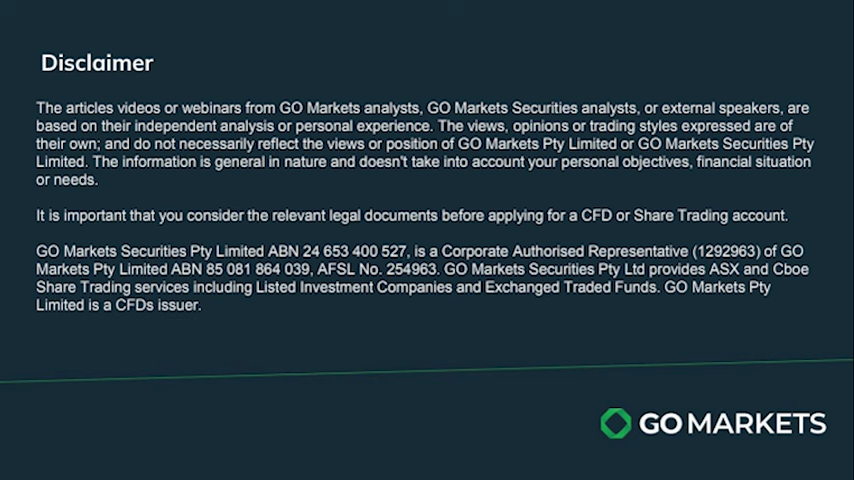 Disclaimer
The articles videos or webinars from GO Markets analysts, GO Markets Securities analysts, or external speakers, are
based on their independent analysis or personal experience. The views, opinions or trading styles expressed are of
their own; and do not necessarily reflect the views or position of GO Markets Pty Limited or GO Markets Securities Pty
Limited. The information is general in nature and doesn't take into account your personal objectives, financial situation
or needs.
It is important that you consider the relevant legal documents before applying for a CFD or Share Trading account.
GO Markets Securities Pty Limited ABN 24 653 400 527, is a Corporate Authorised Representative (1292963) of GO
Markets Pty Limited ABN 85 081 864 039, AFSL No. 254963. GO Markets Securities Pty Ltd provides ASX and Cboe
Share Trading services including Listed Investment Companies and Exchanged Traded Funds. GO Markets Pty
Limited is a CFDs issuer.
GO MARKETS